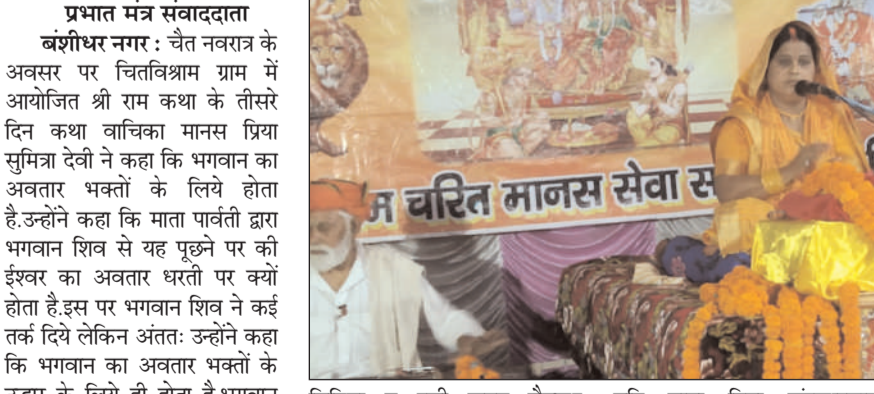 प्रभात मंत्र संवाददाता
बंशीधर नगर : चैत नवरात्र के
अवसर पर चितविश्राम ग्राम में
आयोजित श्री राम कथा के तीसरे
दिन कथा वाचिका मानस प्रिया
सुमित्रा देवी ने कहा कि भगवान का
अवतार भक्तों के लिये होता
है.उन्होंने कहा कि माता पार्वती द्वारा
भगवान शिव से यह पूछने पर की
ईश्वर का अवतार धरती पर क्यों
होता है.इस पर भगवान शिव ने कई
तर्क दिये लेकिन अंततः उन्होंने कहा
कि भगवान का अवतार भक्तों के
के लिये ही होता है.भगवान
म चरित मानस सेवा स